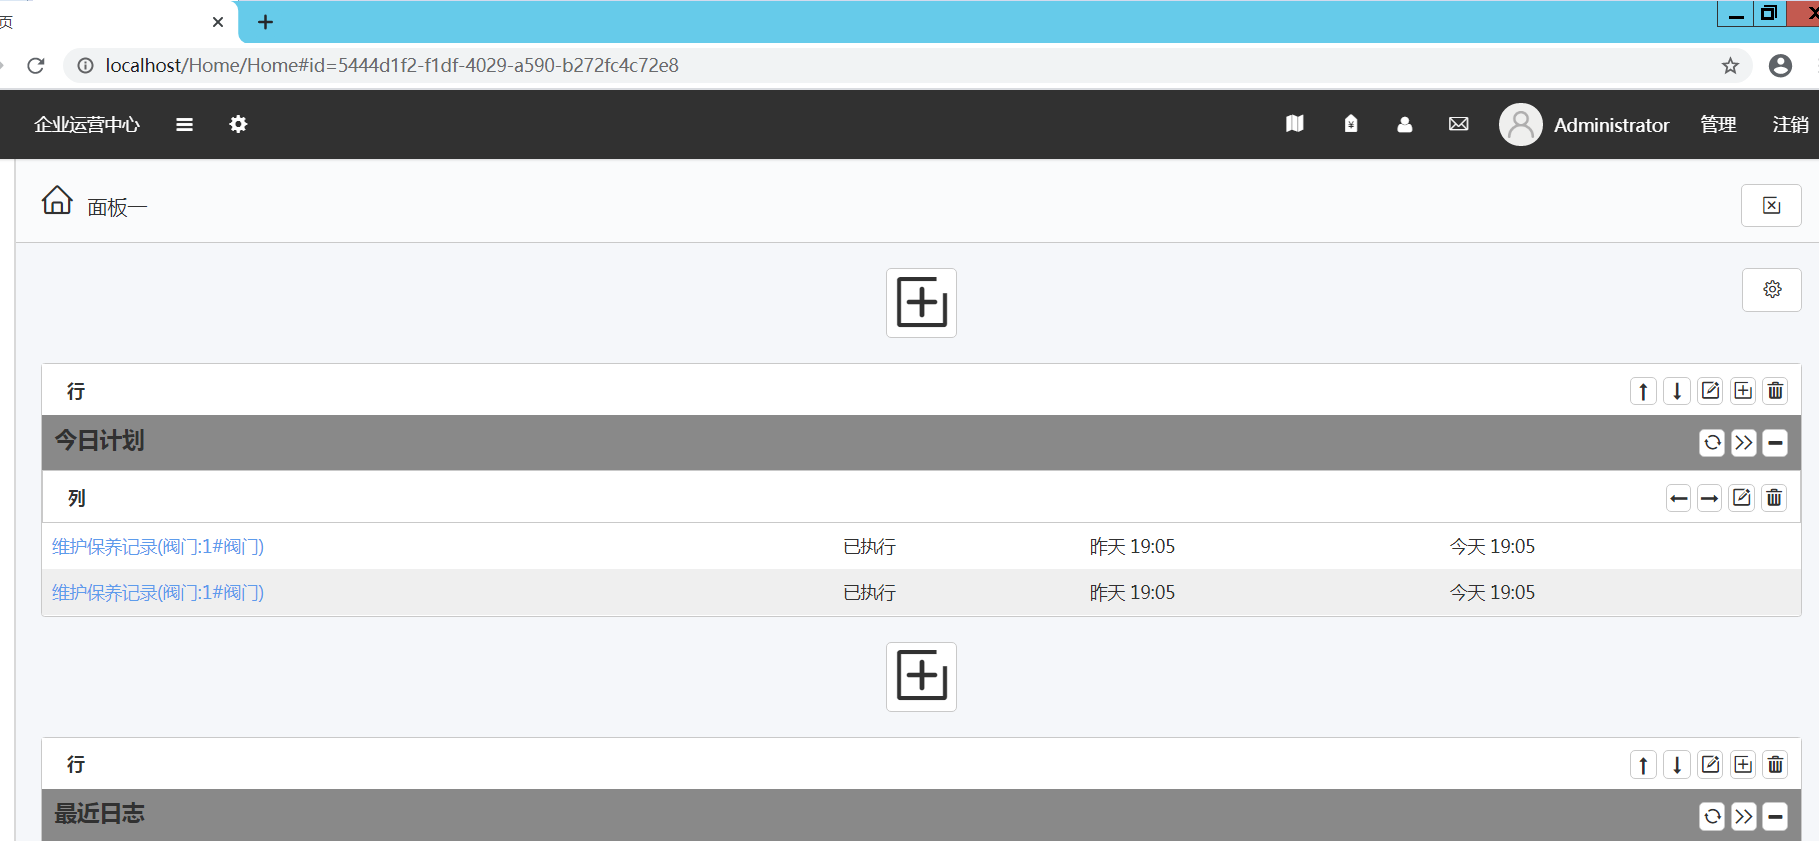 页
localhost/Home/Home#id=5444d1f2-f1df-4029-a590-b272fc4c72e8
企业运营中心 Administrator 管理 注销
面板一
行
今日计划
列
维护保养记录(阀门:1#阀门) 已执行 昨天 19:05 今天 19:05
维护保养记录(阀门:1#阀门) 已执行 昨天 19:05 今天 19:05
行
最近日志